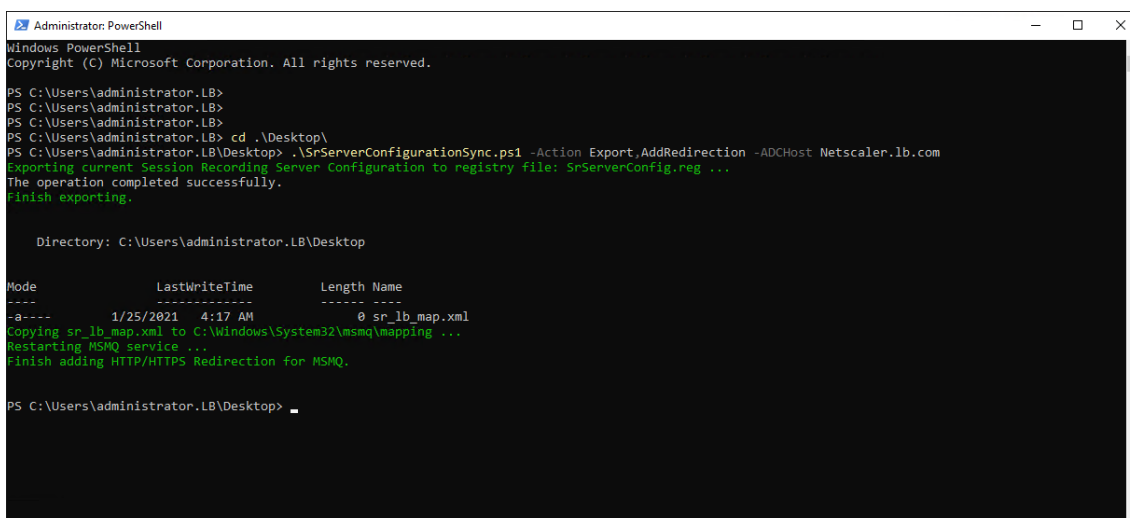 Administrator: PowerShell
Windows PowerShell
Copyright (C) Microsoft Corporation. All rights reserved.
PS C:\Users\administrator.LB>
PS C:\Users\administrator.LB>
PS C:\Users\administrator.LB>
PS C:\Users\administrator.LB> cd .\Desktop\
PS C:\Users\administrator.LB\Desktop> .\SrServerConfigurationSync.ps1 -Action Export,AddRedirection -ADCHost Netscaler.lb.com
Exporting current Session Recording Server Configuration to registry file: SrServerConfig.reg ...
The operation completed successfully.
Finish exporting.
Directory: C:\Users\administrator.LB\Desktop
Mode                LastWriteTime         Length Name
----                -------------         ------ ----
-a----        1/25/2021   4:17 AM              0 sr_lb_map.xml
Copying sr_lb_map.xml to C:\Windows\System32\msmq\mapping ...
Restarting MSMQ service ...
Finish adding HTTP/HTTPS Redirection for MSMQ.
PS C:\Users\administrator.LB\Desktop>